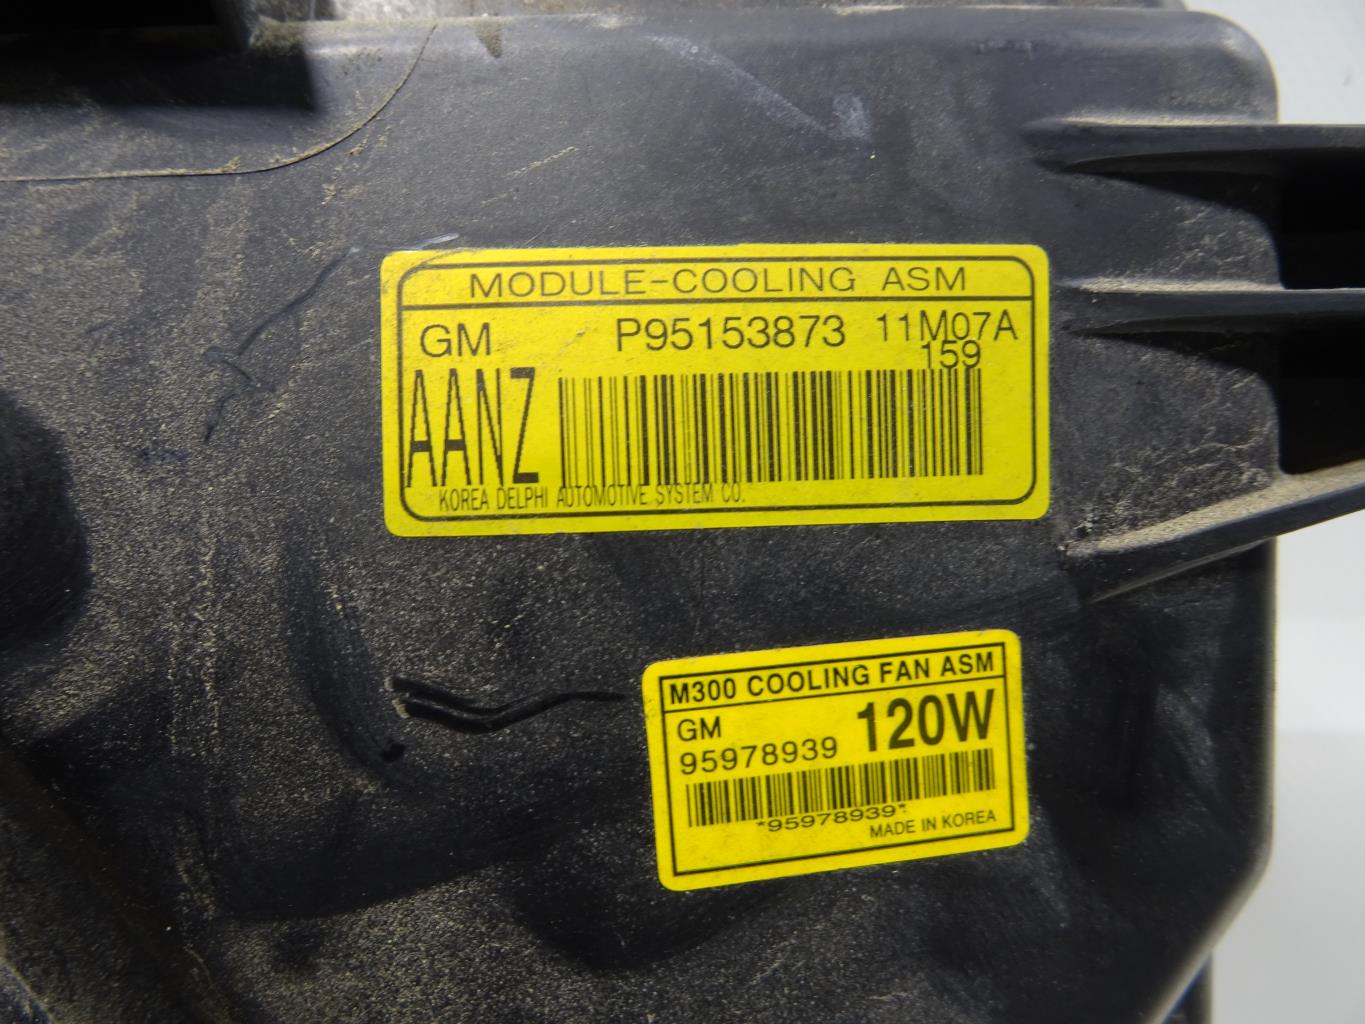 MODULE-COOLING ASM
GM P95153873 11M07A
159
AANZ
KOREA DELPHI AUTOMOTIVE SYSTEM CO.
M300 COOLING FAN ASM
GM 120W
95978939
*95978939*
MADE IN KOREA